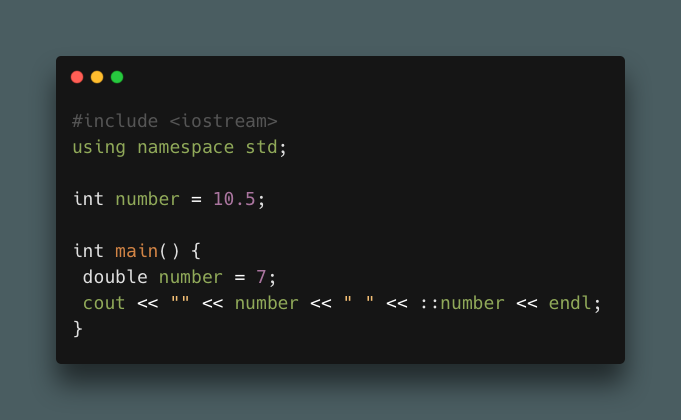 #include <iostream>
using namespace std;
int number = 10.5;
int main() {
double number = 7;
cout << "" << number << " " << ::number << endl;
}